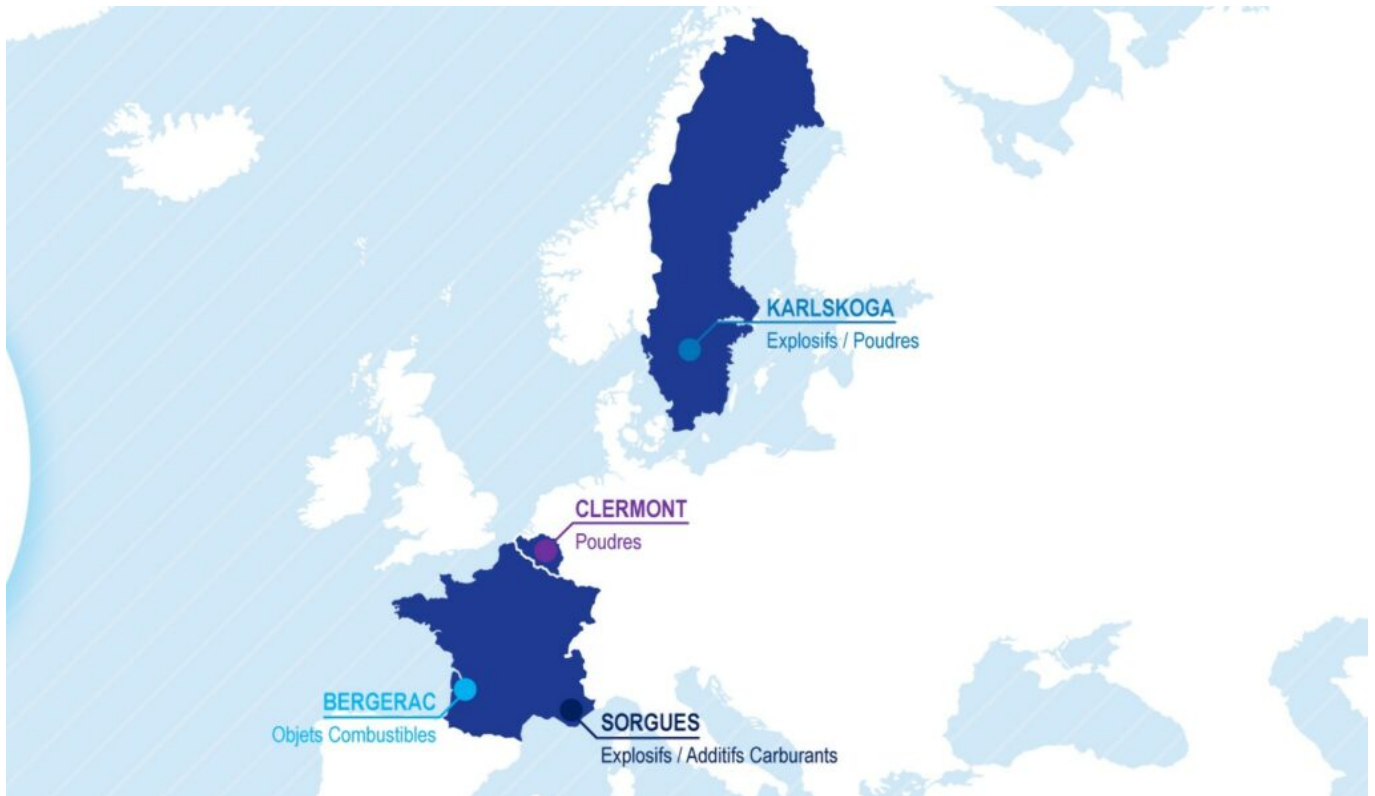 KARLSKOGA
Explosifs / Poudres
CLERMONT
Poudres
BERGERAC
Objets Combustibles
SORGUES
Explosifs / Additifs Carburants